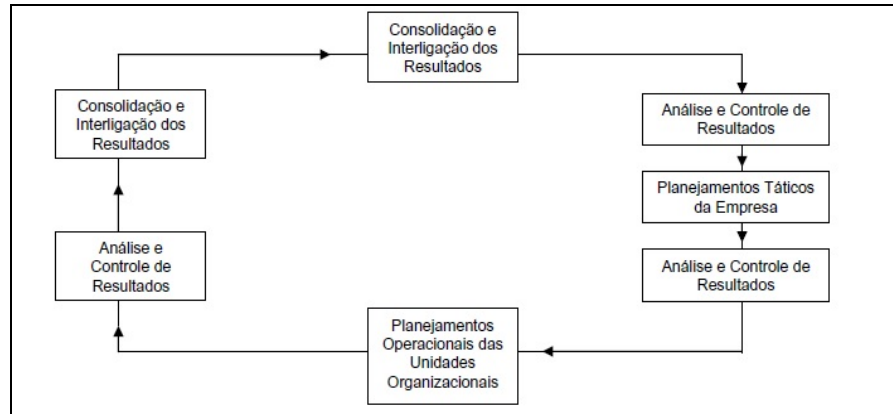 Consolidação e
Interligação dos
Resultados
Análise e Controle de
Resultados
Planejamentos Táticos
da Empresa
Análise e Controle de
Resultados
Planejamentos
Operacionais das
Unidades
Organizacionais
Análise e
Controle de
Resultados
Consolidação e
Interligação dos
Resultados